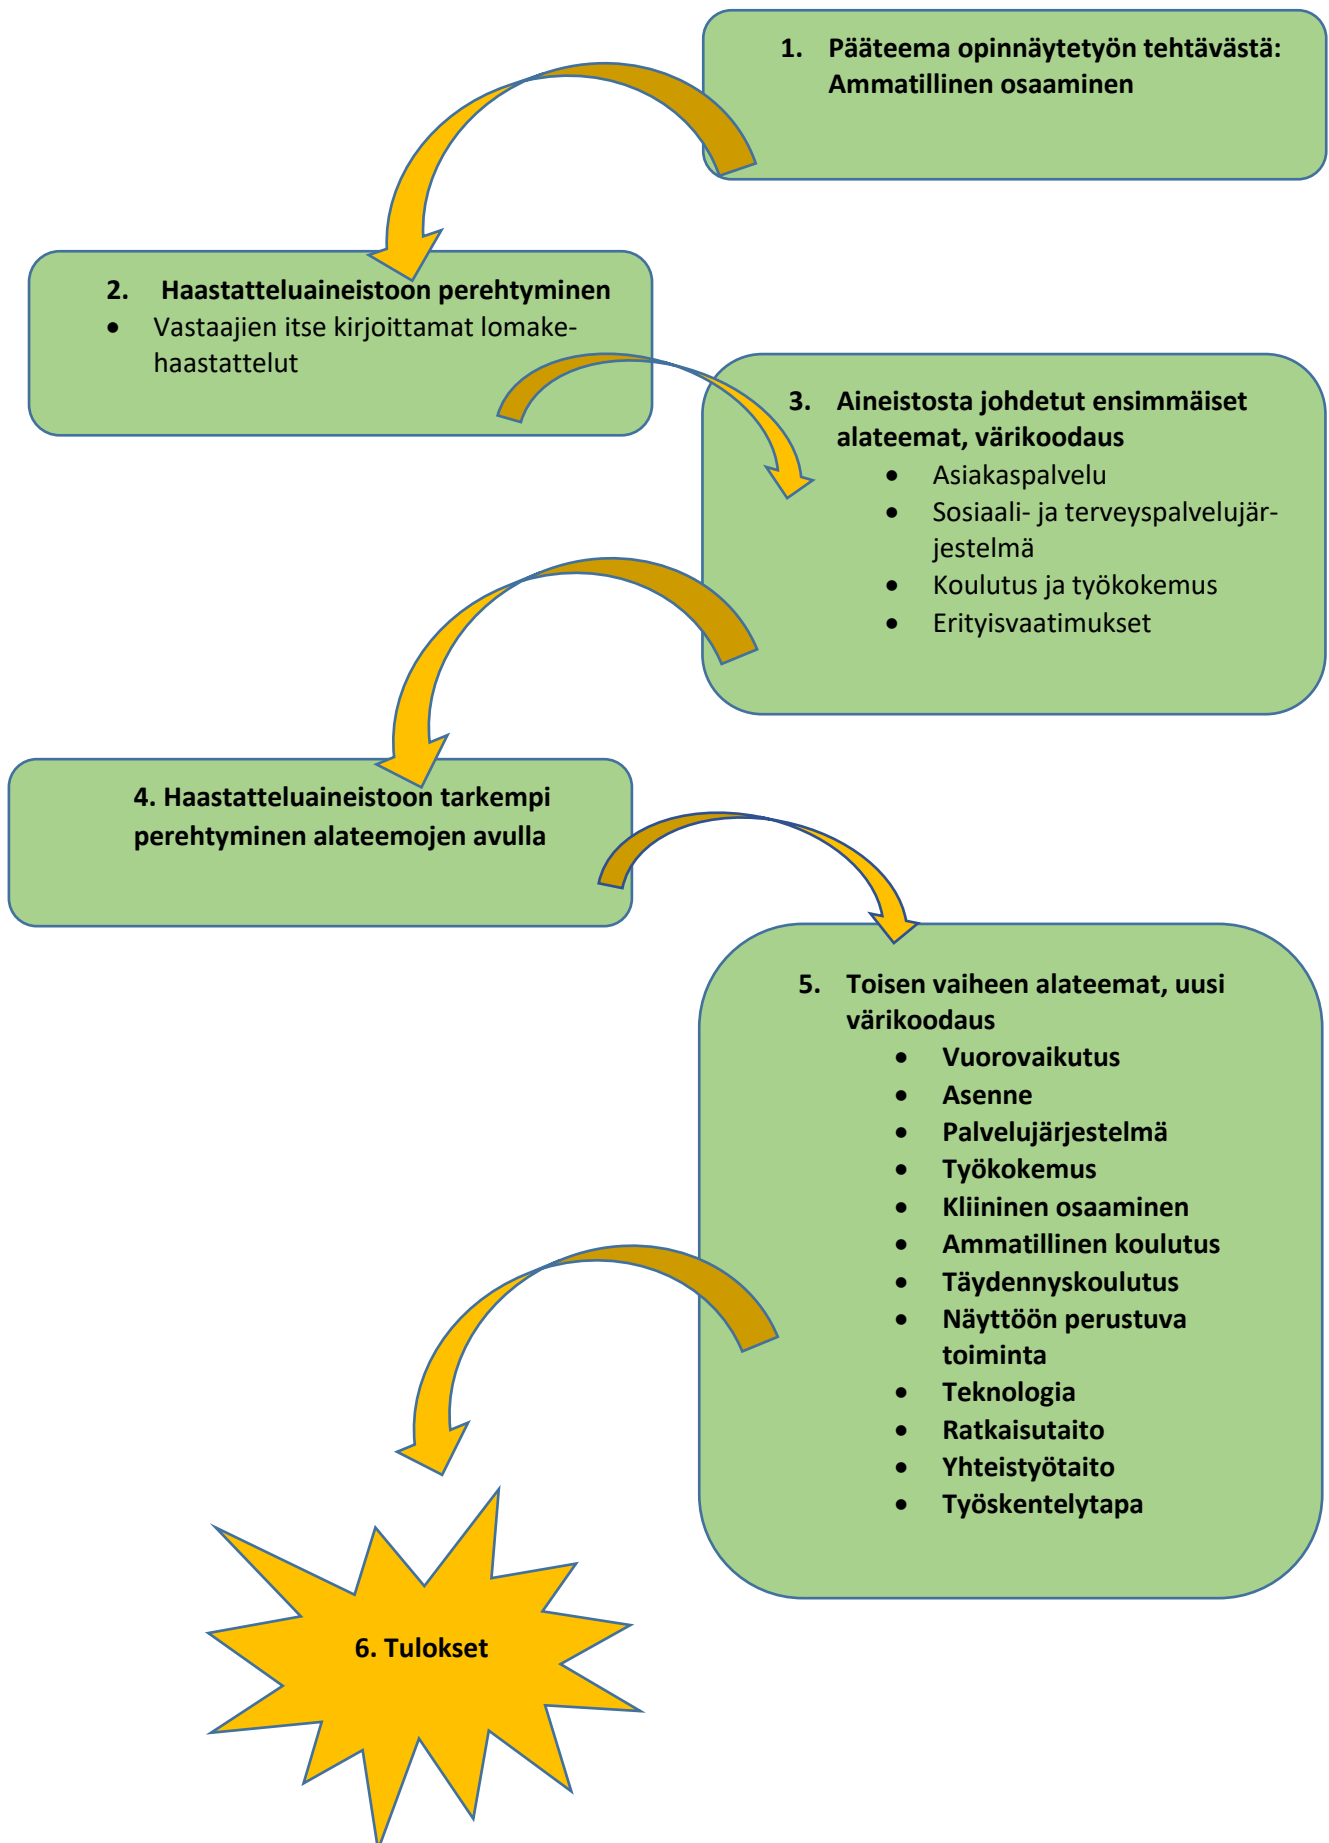 1. Pääteema opinnäytetyön tehtävästä:
Ammatillinen osaaminen
2. Haastatteluaineistoon perehtyminen
• Vastaajien itse kirjoittamat lomake-
haastattelut
3. Aineistosta johdetut ensimmäiset
alateemat, värikoodaus
• Asiakaspalvelu
• Sosiaali- ja terveyspalvelujär-
jestelmä
• Koulutus ja työkokemus
• Erityisvaatimukset
4. Haastatteluaineistoon tarkempi
perehtyminen alateemojen avulla
5. Toisen vaiheen alateemat, uusi
värikoodaus
• Vuorovaikutus
• Asenne
• Palvelujärjestelmä
• Työkokemus
• Kliininen osaaminen
• Ammatillinen koulutus
• Täydennyskoulutus
• Näyttöön perustuva
toiminta
• Teknologia
• Ratkaisutaito
• Yhteistyötaito
• Työskentelytapa
6. Tulokset